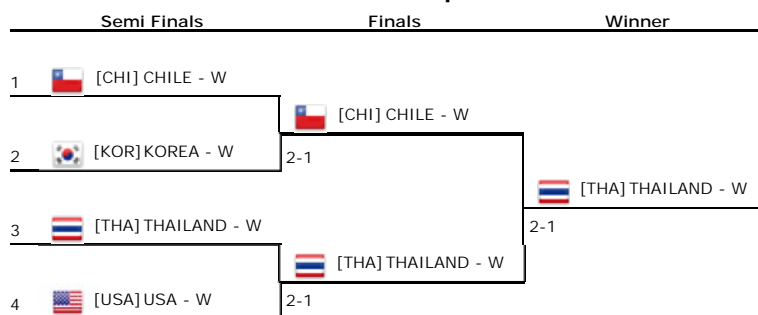 Semi Finals Finals Winner
1 [CHI] CHILE - W
[CHI] CHILE - W
2 [KOR] KOREA - W 2-1
[THA] THAILAND - W
3 [THA] THAILAND - W 2-1
[THA] THAILAND - W
4 [USA] USA - W 2-1